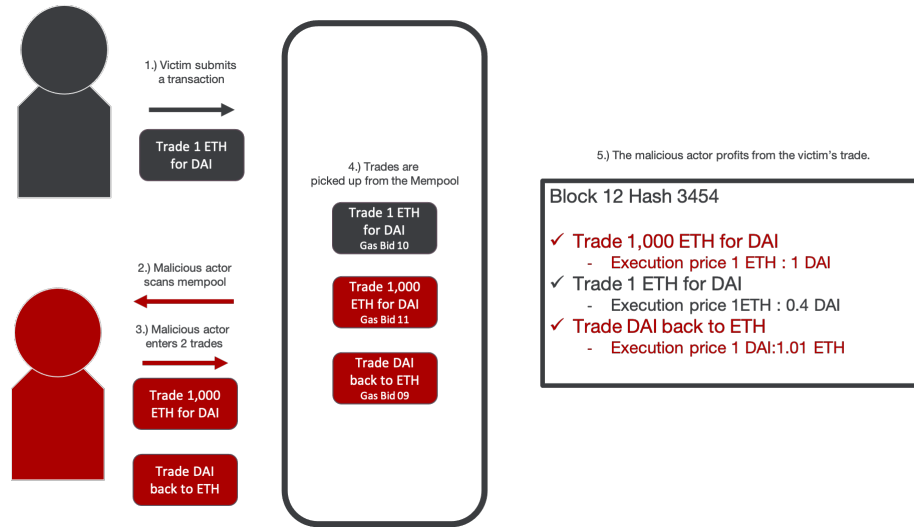 1.) Victim submits
a transaction
Trade 1 ETH
for DAI
2.) Malicious actor
scans mempool
3.) Malicious actor
enters 2 trades
Trade 1,000
ETH for DAI
Trade DAI
back to ETH
4.) Trades are
picked up from the Mempool
Trade 1 ETH
for DAI
Gas Bid 10
Trade 1,000
ETH for DAI
Gas Bid 11
Trade DAI
back to ETH
Gas Bid 09
5.) The malicious actor profits from the victim's trade.
Block 12 Hash 3454
✓ Trade 1,000 ETH for DAI
- Execution price 1 ETH : 1 DAI
✓ Trade 1 ETH for DAI
- Execution price 1ETH : 0.4 DAI
✓ Trade DAI back to ETH
- Execution price 1 DAI:1.01 ETH